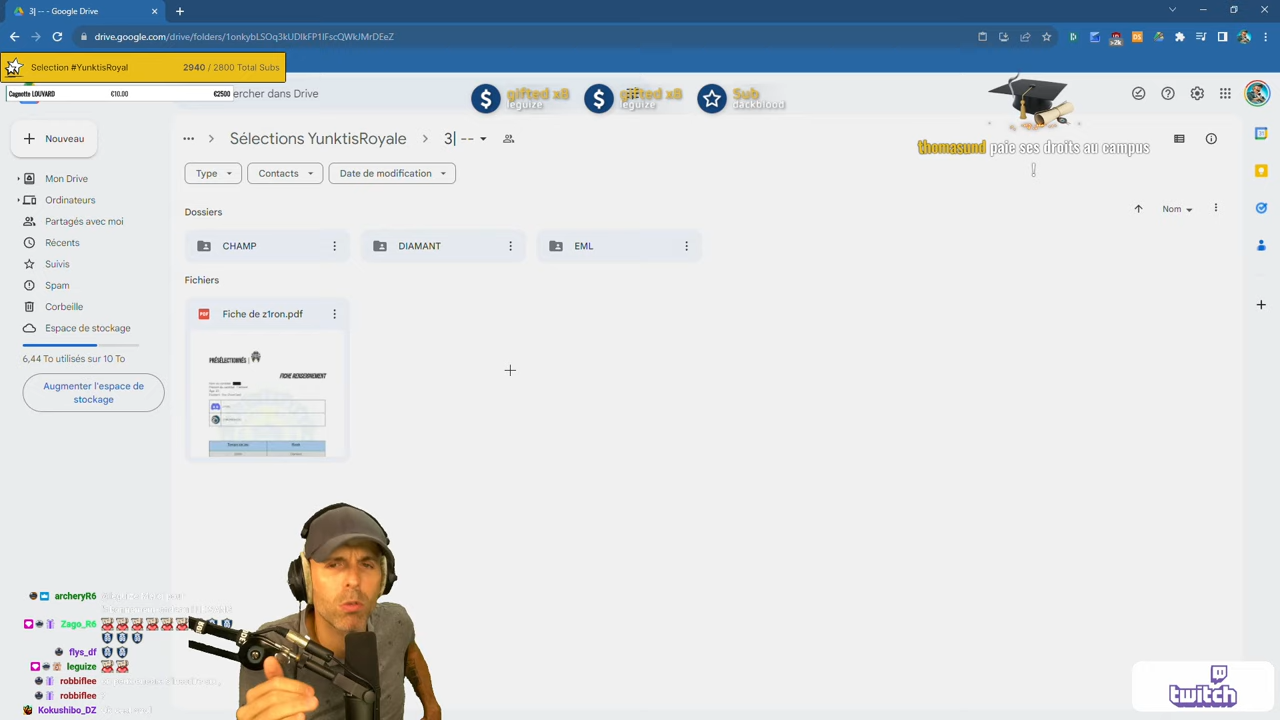 3| -- - Google Drive
drive.google.com/drive/folders/1onkybLSOq3kUDIkFP1IFscQWkJMrDEeZ
Selection #YunktisRoyal 2940 / 2800 Total Subs
Cagnotte LOUVARD €10.00 €2500
cher dans Drive
gifted x8
leguize
gifted x8
leguize
Sub
dackblood
thomasund paie ses droits au campus
!
Nouveau
Sélections YunktisRoyale
3| --
Type
Contacts
Date de modification
Mon Drive
Ordinateurs
Partagés avec moi
Récents
Suivis
Spam
Corbeille
Espace de stockage
6,44 To utilisés sur 10 To
Augmenter l'espace de
stockage
Dossiers
Nom
CHAMP
DIAMANT
EML
Fichiers
PDF
Fiche de z1ron.pdf
PRÉSÉLECTIONNÉS |
FICHE RENSEIGNEMENT
archeryR6
Zago_R6
flys_df
leguize
robbiflee
robbiflee
Kokushibo_DZ
twitch